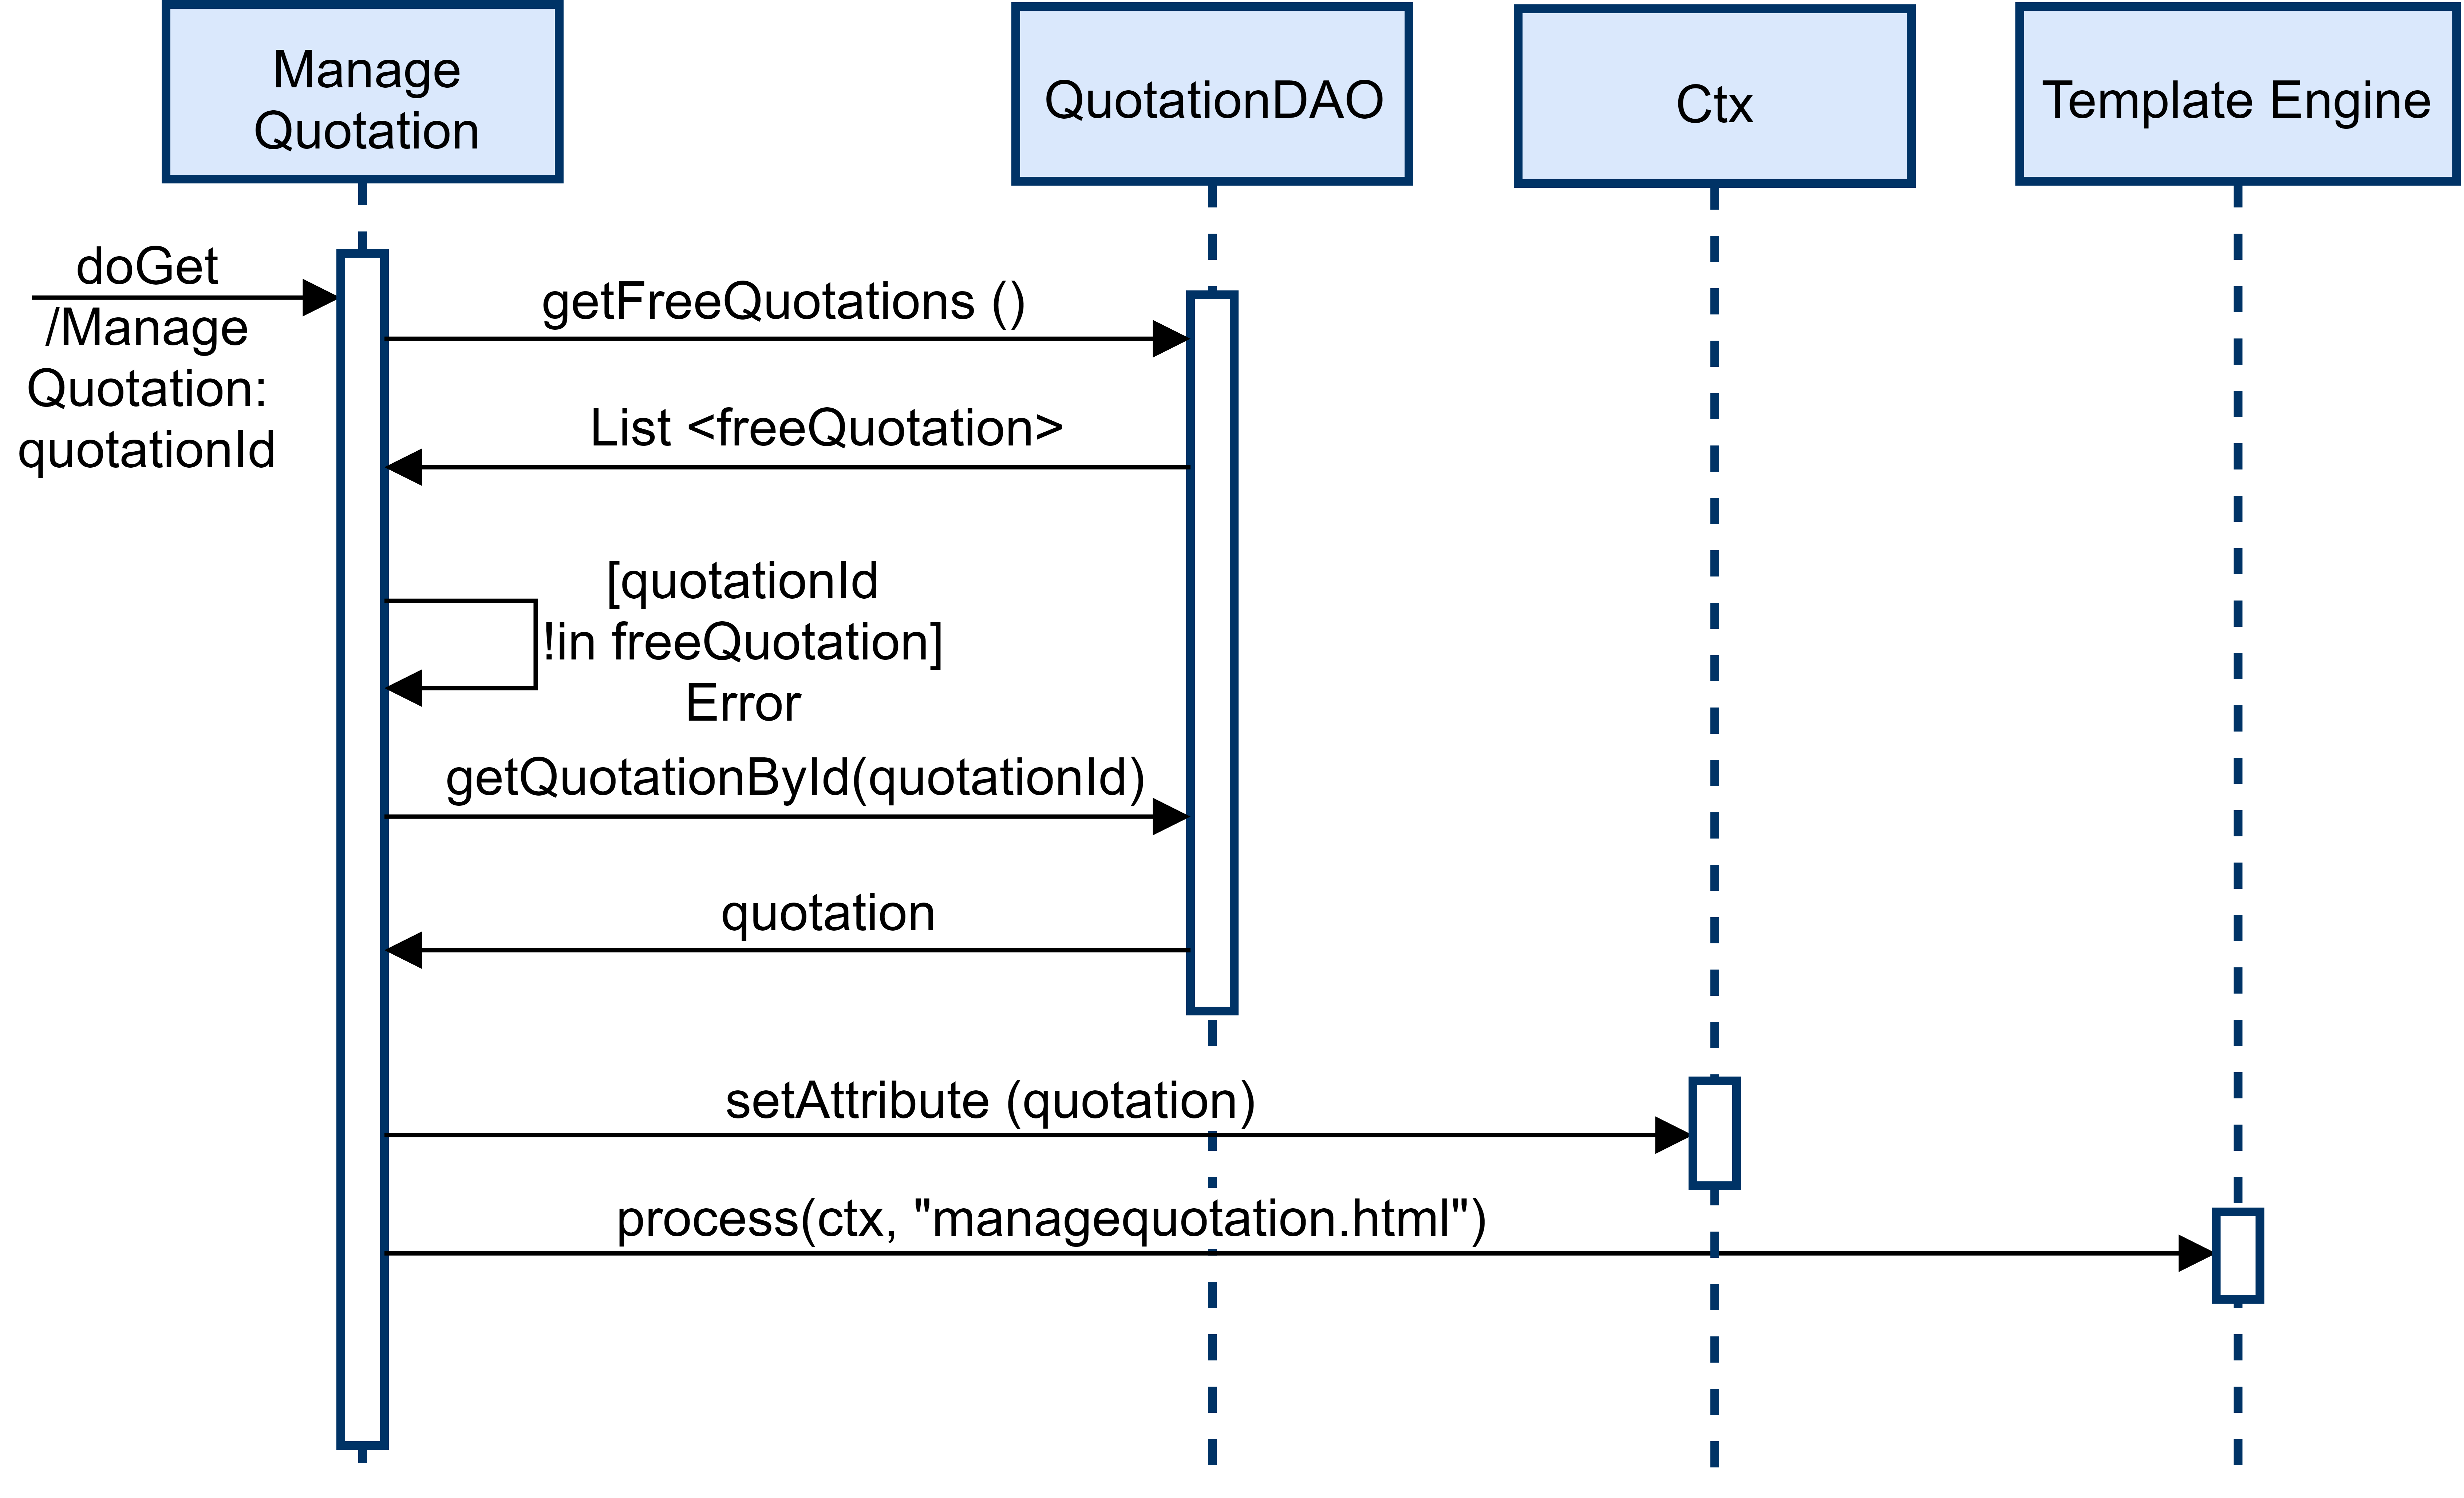 Manage
Quotation
QuotationDAO
Ctx
Template Engine
doGet
/Manage
Quotation:
quotationId
getFreeQuotations ()
List <freeQuotation>
[quotationId
!in freeQuotation]
Error
getQuotationById(quotationId)
quotation
setAttribute (quotation)
process(ctx, "managequotation.html")